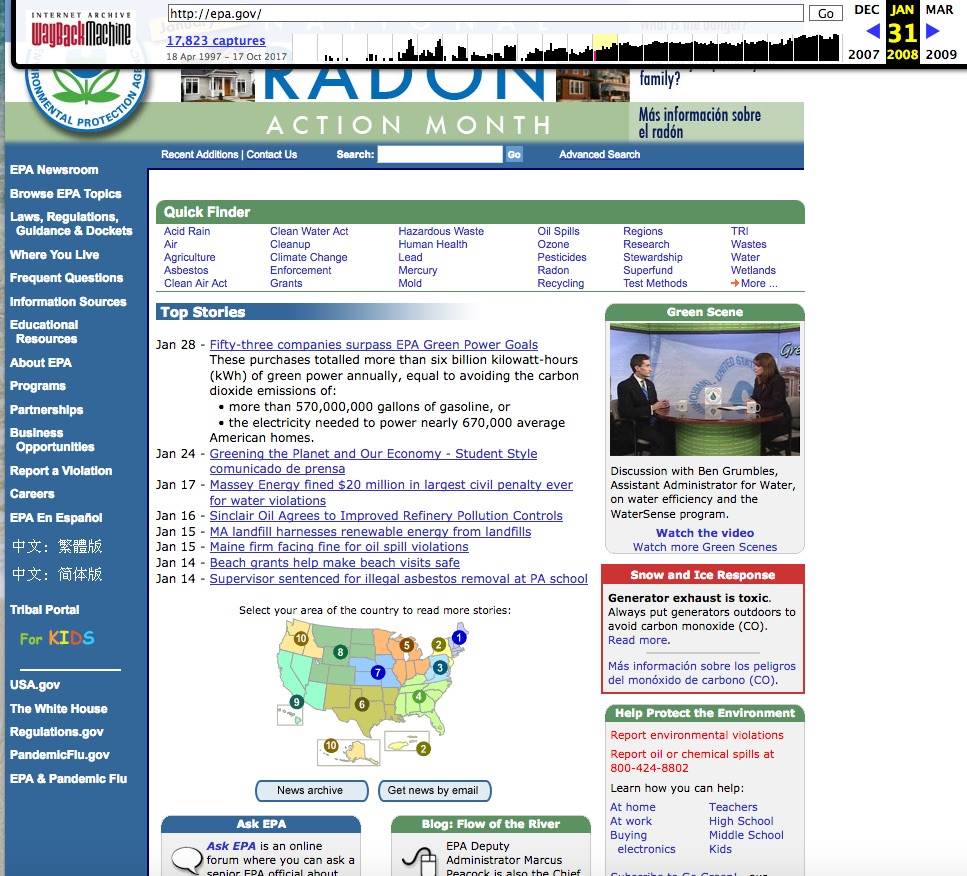 INTERNET ARCHIVE
WayBackMachine
http://epa.gov/
Go
DEC JAN MAR
17,823 captures
31
18 Apr 1997 – 17 Oct 2017
2007 2008 2009
RADON
family?
ENVIRONMENTAL PROTECTION
ACTION MONTH
Más información sobre
el radón
Recent Additions | Contact Us
Search:
Go
Advanced Search
EPA Newsroom
Browse EPA Topics
Laws, Regulations,
Guidance & Dockets
Where You Live
Frequent Questions
Information Sources
Educational
Resources
About EPA
Programs
Partnerships
Business
Opportunities
Report a Violation
Careers
EPA En Español
中文: 繁體版
中文: 简体版
Tribal Portal
For KIDS
USA.gov
The White House
Regulations.gov
PandemicFlu.gov
EPA & Pandemic Flu
Quick Finder
Acid Rain Clean Water Act Hazardous Waste Oil Spills Regions TRI
Air Cleanup Human Health Ozone Research Wastes
Agriculture Climate Change Lead Pesticides Stewardship Water
Asbestos Enforcement Mercury Radon Superfund Wetlands
Clean Air Act Grants Mold Recycling Test Methods More ...
Top Stories
Jan 28 - Fifty-three companies surpass EPA Green Power Goals
These purchases totalled more than six billion kilowatt-hours
(kWh) of green power annually, equal to avoiding the carbon
dioxide emissions of:
• more than 570,000,000 gallons of gasoline, or
• the electricity needed to power nearly 670,000 average
American homes.
Jan 24 - Greening the Planet and Our Economy - Student Style
comunicado de prensa
Jan 17 - Massey Energy fined $20 million in largest civil penalty ever
for water violations
Jan 16 - Sinclair Oil Agrees to Improved Refinery Pollution Controls
Jan 15 - MA landfill harnesses renewable energy from landfills
Jan 15 - Maine firm facing fine for oil spill violations
Jan 14 - Beach grants help make beach visits safe
Jan 14 - Supervisor sentenced for illegal asbestos removal at PA school
Select your area of the country to read more stories:
1
10 5 2
8
3
7
4
9 6
10 2
News archive
Get news by email
Ask EPA
Ask EPA is an online
forum where you can ask a
senior EPA official about
Blog: Flow of the River
EPA Deputy
Administrator Marcus
Peacock is also the Chief
Green Scene
Discussion with Ben Grumbles,
Assistant Administrator for Water,
on water efficiency and the
WaterSense program.
Watch the video
Watch more Green Scenes
Snow and Ice Response
Generator exhaust is toxic.
Always put generators outdoors to
avoid carbon monoxide (CO).
Read more.
Más información sobre los peligros
del monóxido de carbono (CO).
Help Protect the Environment
Report environmental violations
Report oil or chemical spills at
800-424-8802
Learn how you can help:
At home Teachers
At work High School
Buying Middle School
electronics Kids